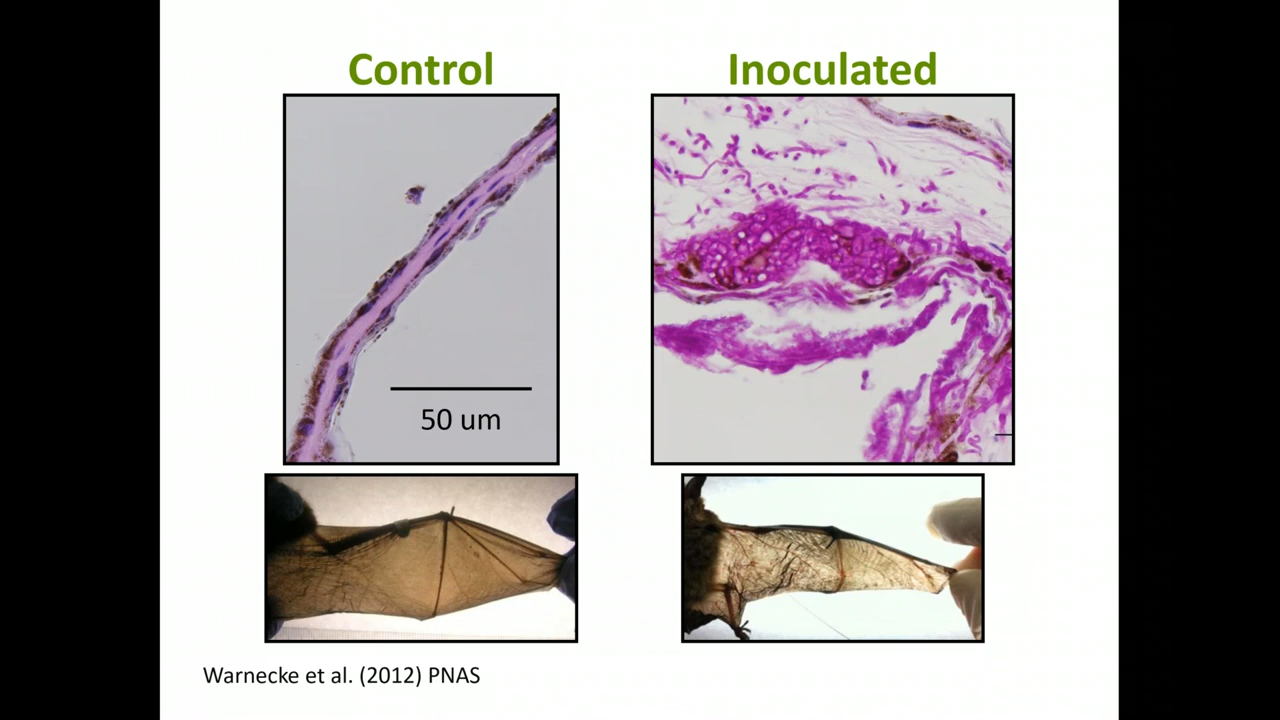 Control
Inoculated
50 um
Warnecke et al. (2012) PNAS